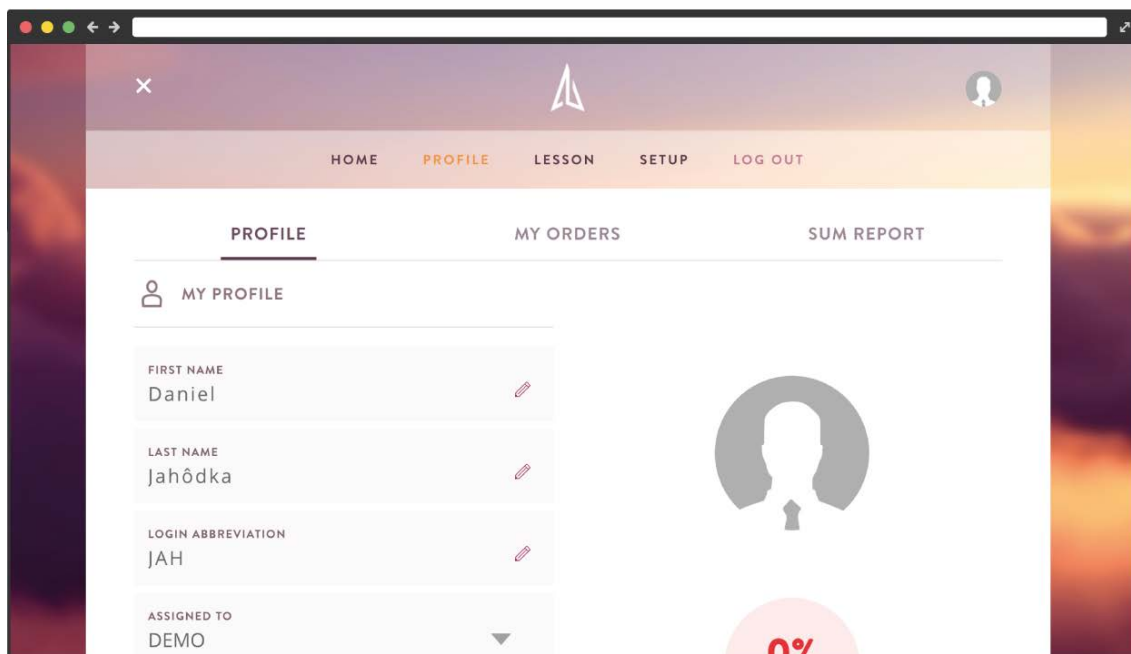 HOME PROFILE LESSON SETUP LOG OUT
PROFILE MY ORDERS SUM REPORT
MY PROFILE
FIRST NAME
Daniel
LAST NAME
Jahôdka
LOGIN ABBREVIATION
JAH
ASSIGNED TO
DEMO
0%